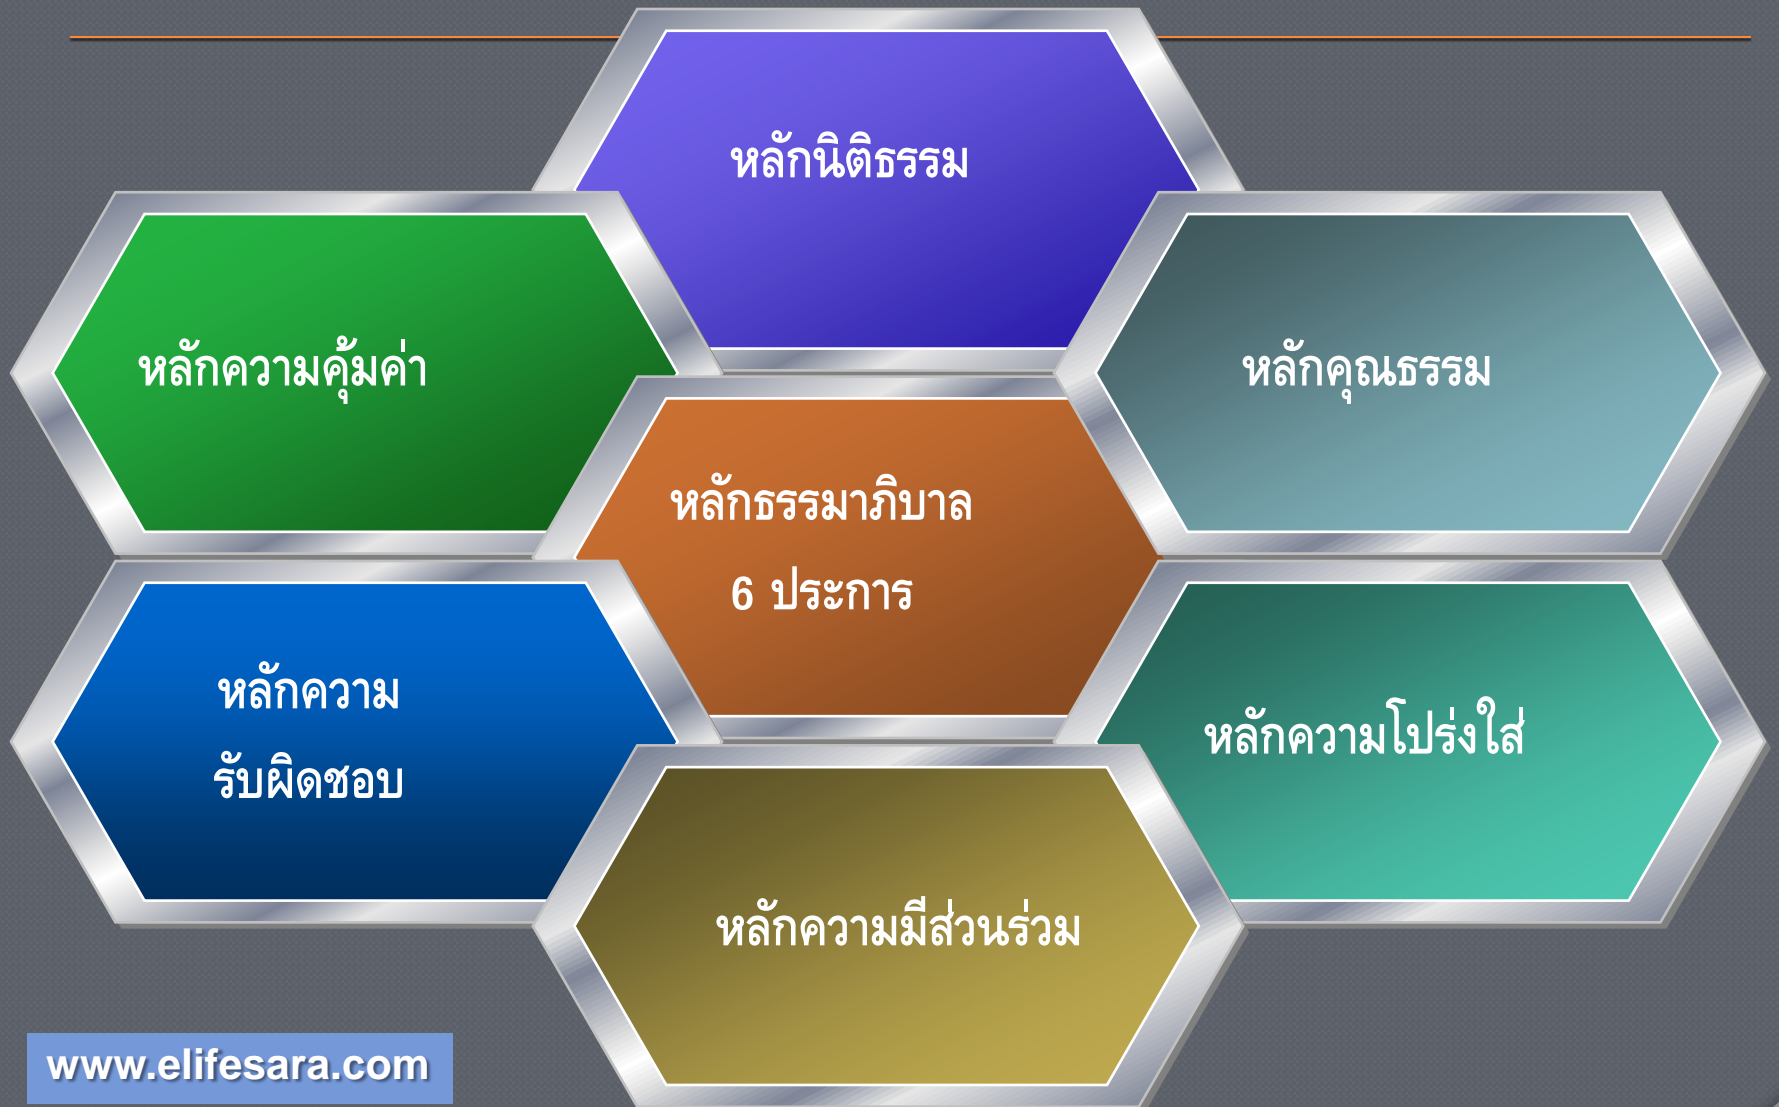 หลักนิติธรรม
หลักความคุ้มค่า
หลักคุณธรรม
หลักธรรมาภิบาล
6 ประการ
หลักความ
รับผิดชอบ
หลักความโปร่งใส่
หลักความมีส่วนร่วม
www.elifesara.com